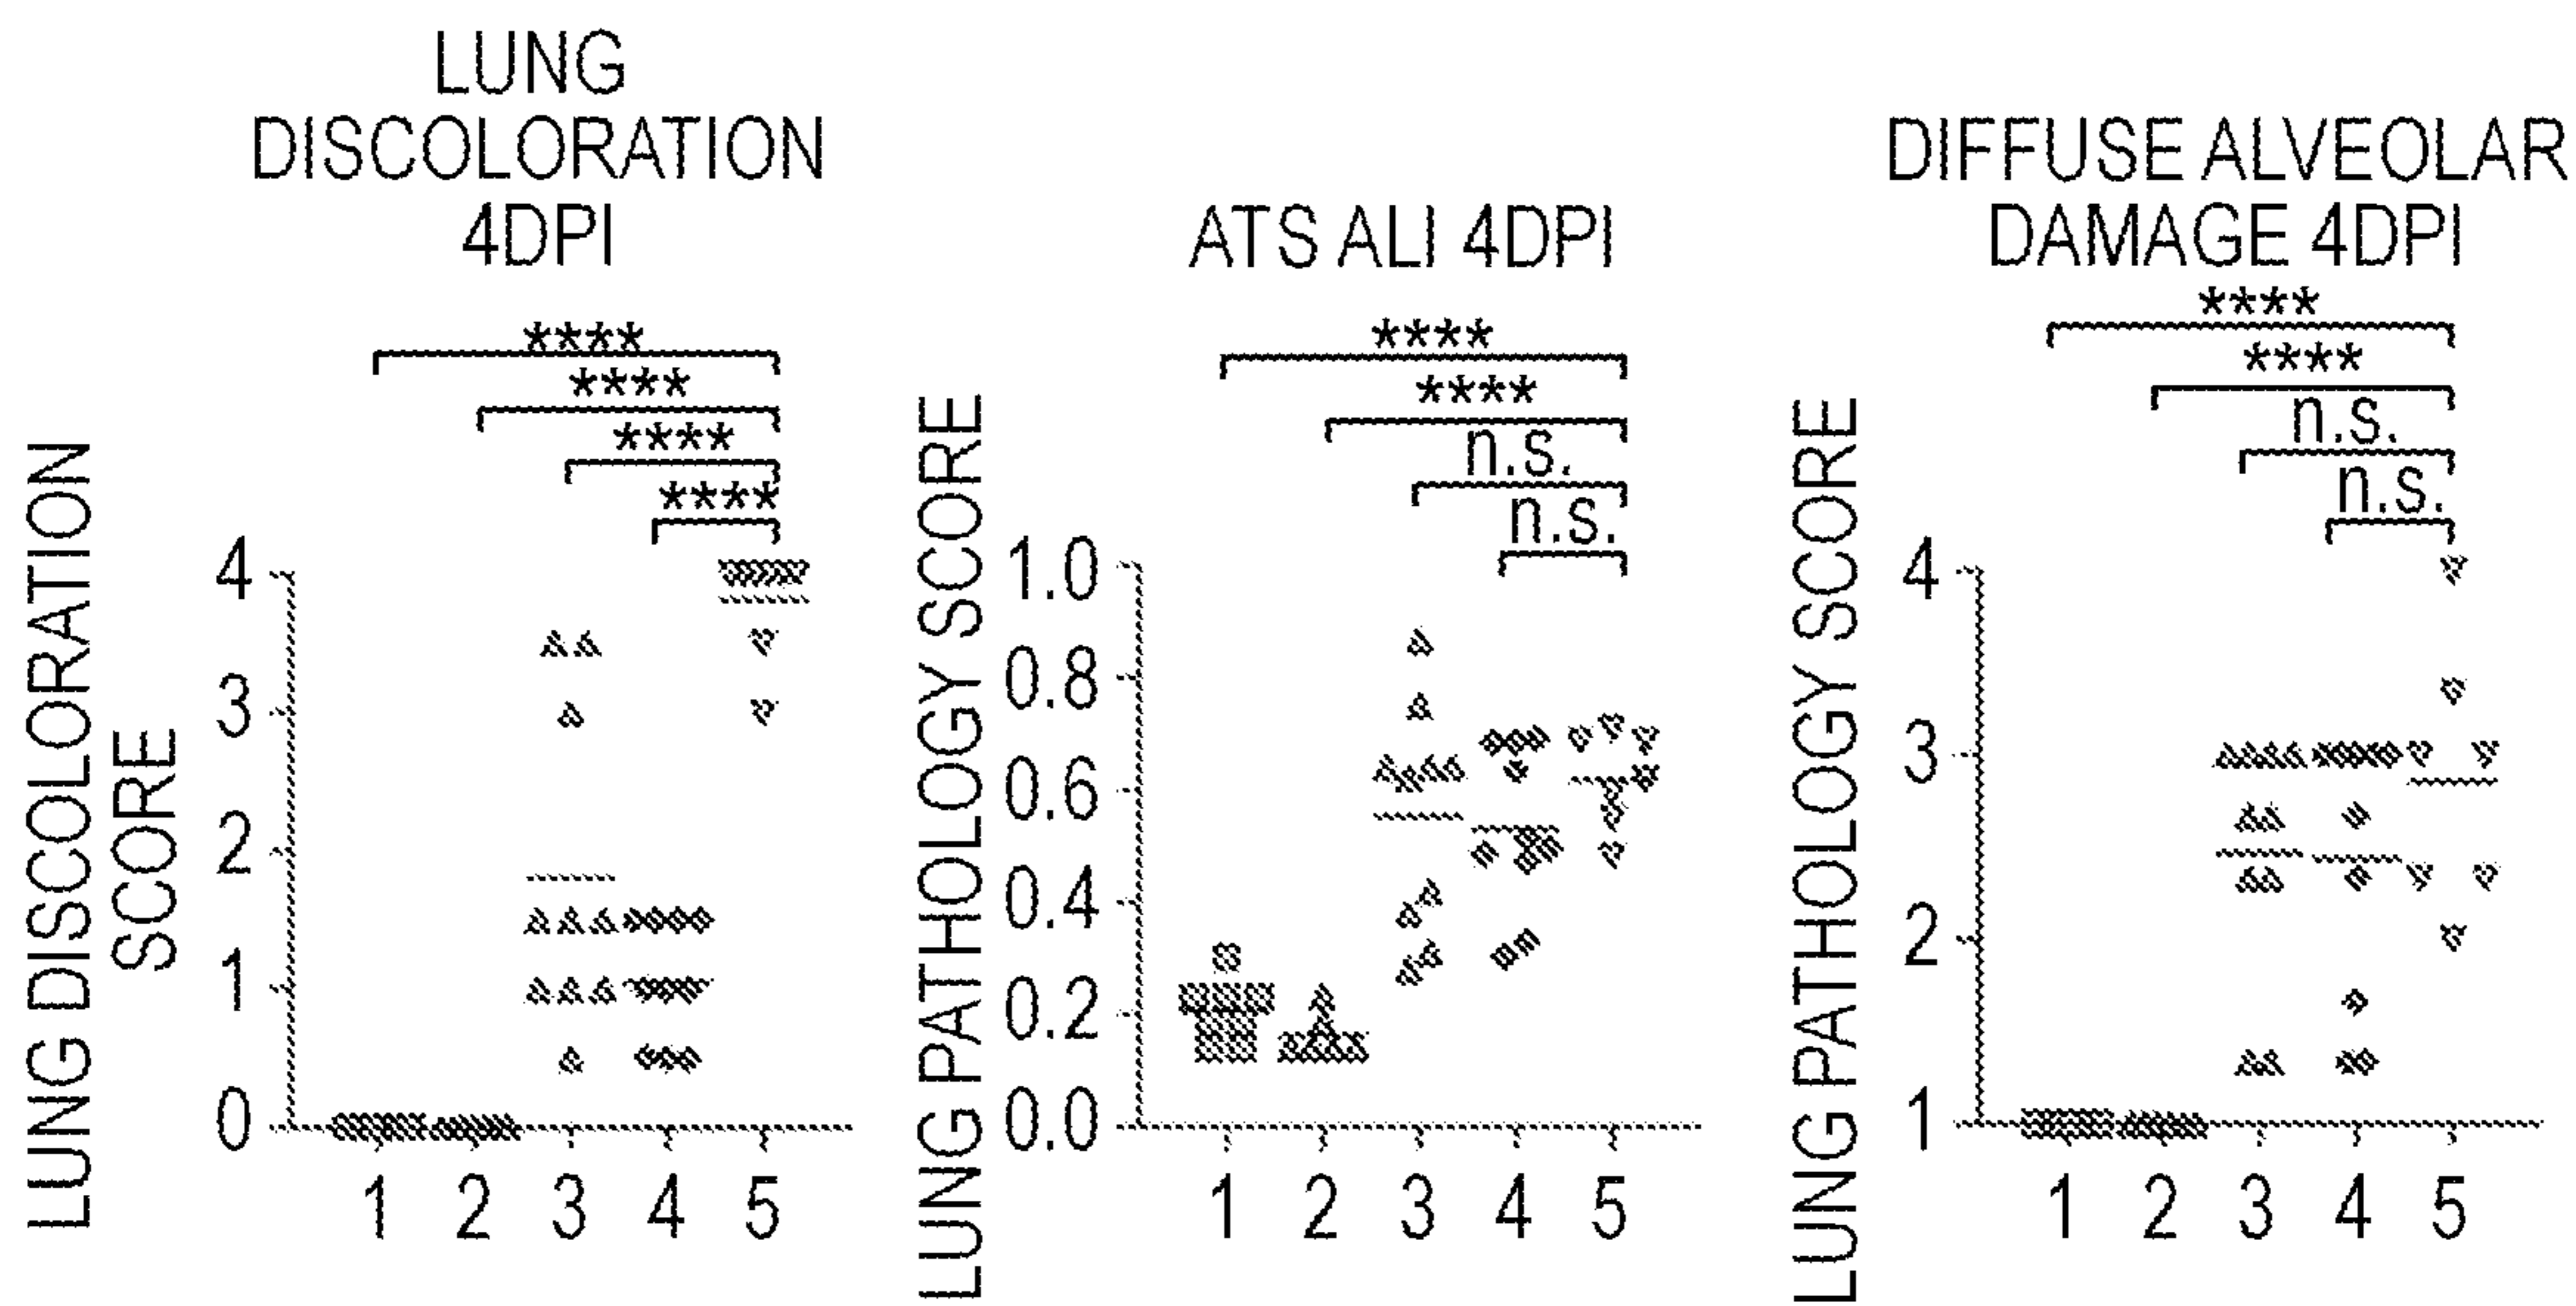 LUNG
DISCOLORATION
4DPI
****
****
****
****
LUNG DISCOLORATION
SCORE
4
3
2
1
0
1 2 3 4 5
ATS ALI 4DPI
****
****
n.s.
n.s.
LUNG PATHOLOGY SCORE
1.0
0.8
0.6
0.4
0.2
0.0
1 2 3 4 5
DIFFUSE ALVEOLAR
DAMAGE 4DPI
****
****
n.s.
n.s.
LUNG PATHOLOGY SCORE
4
3
2
1
1 2 3 4 5